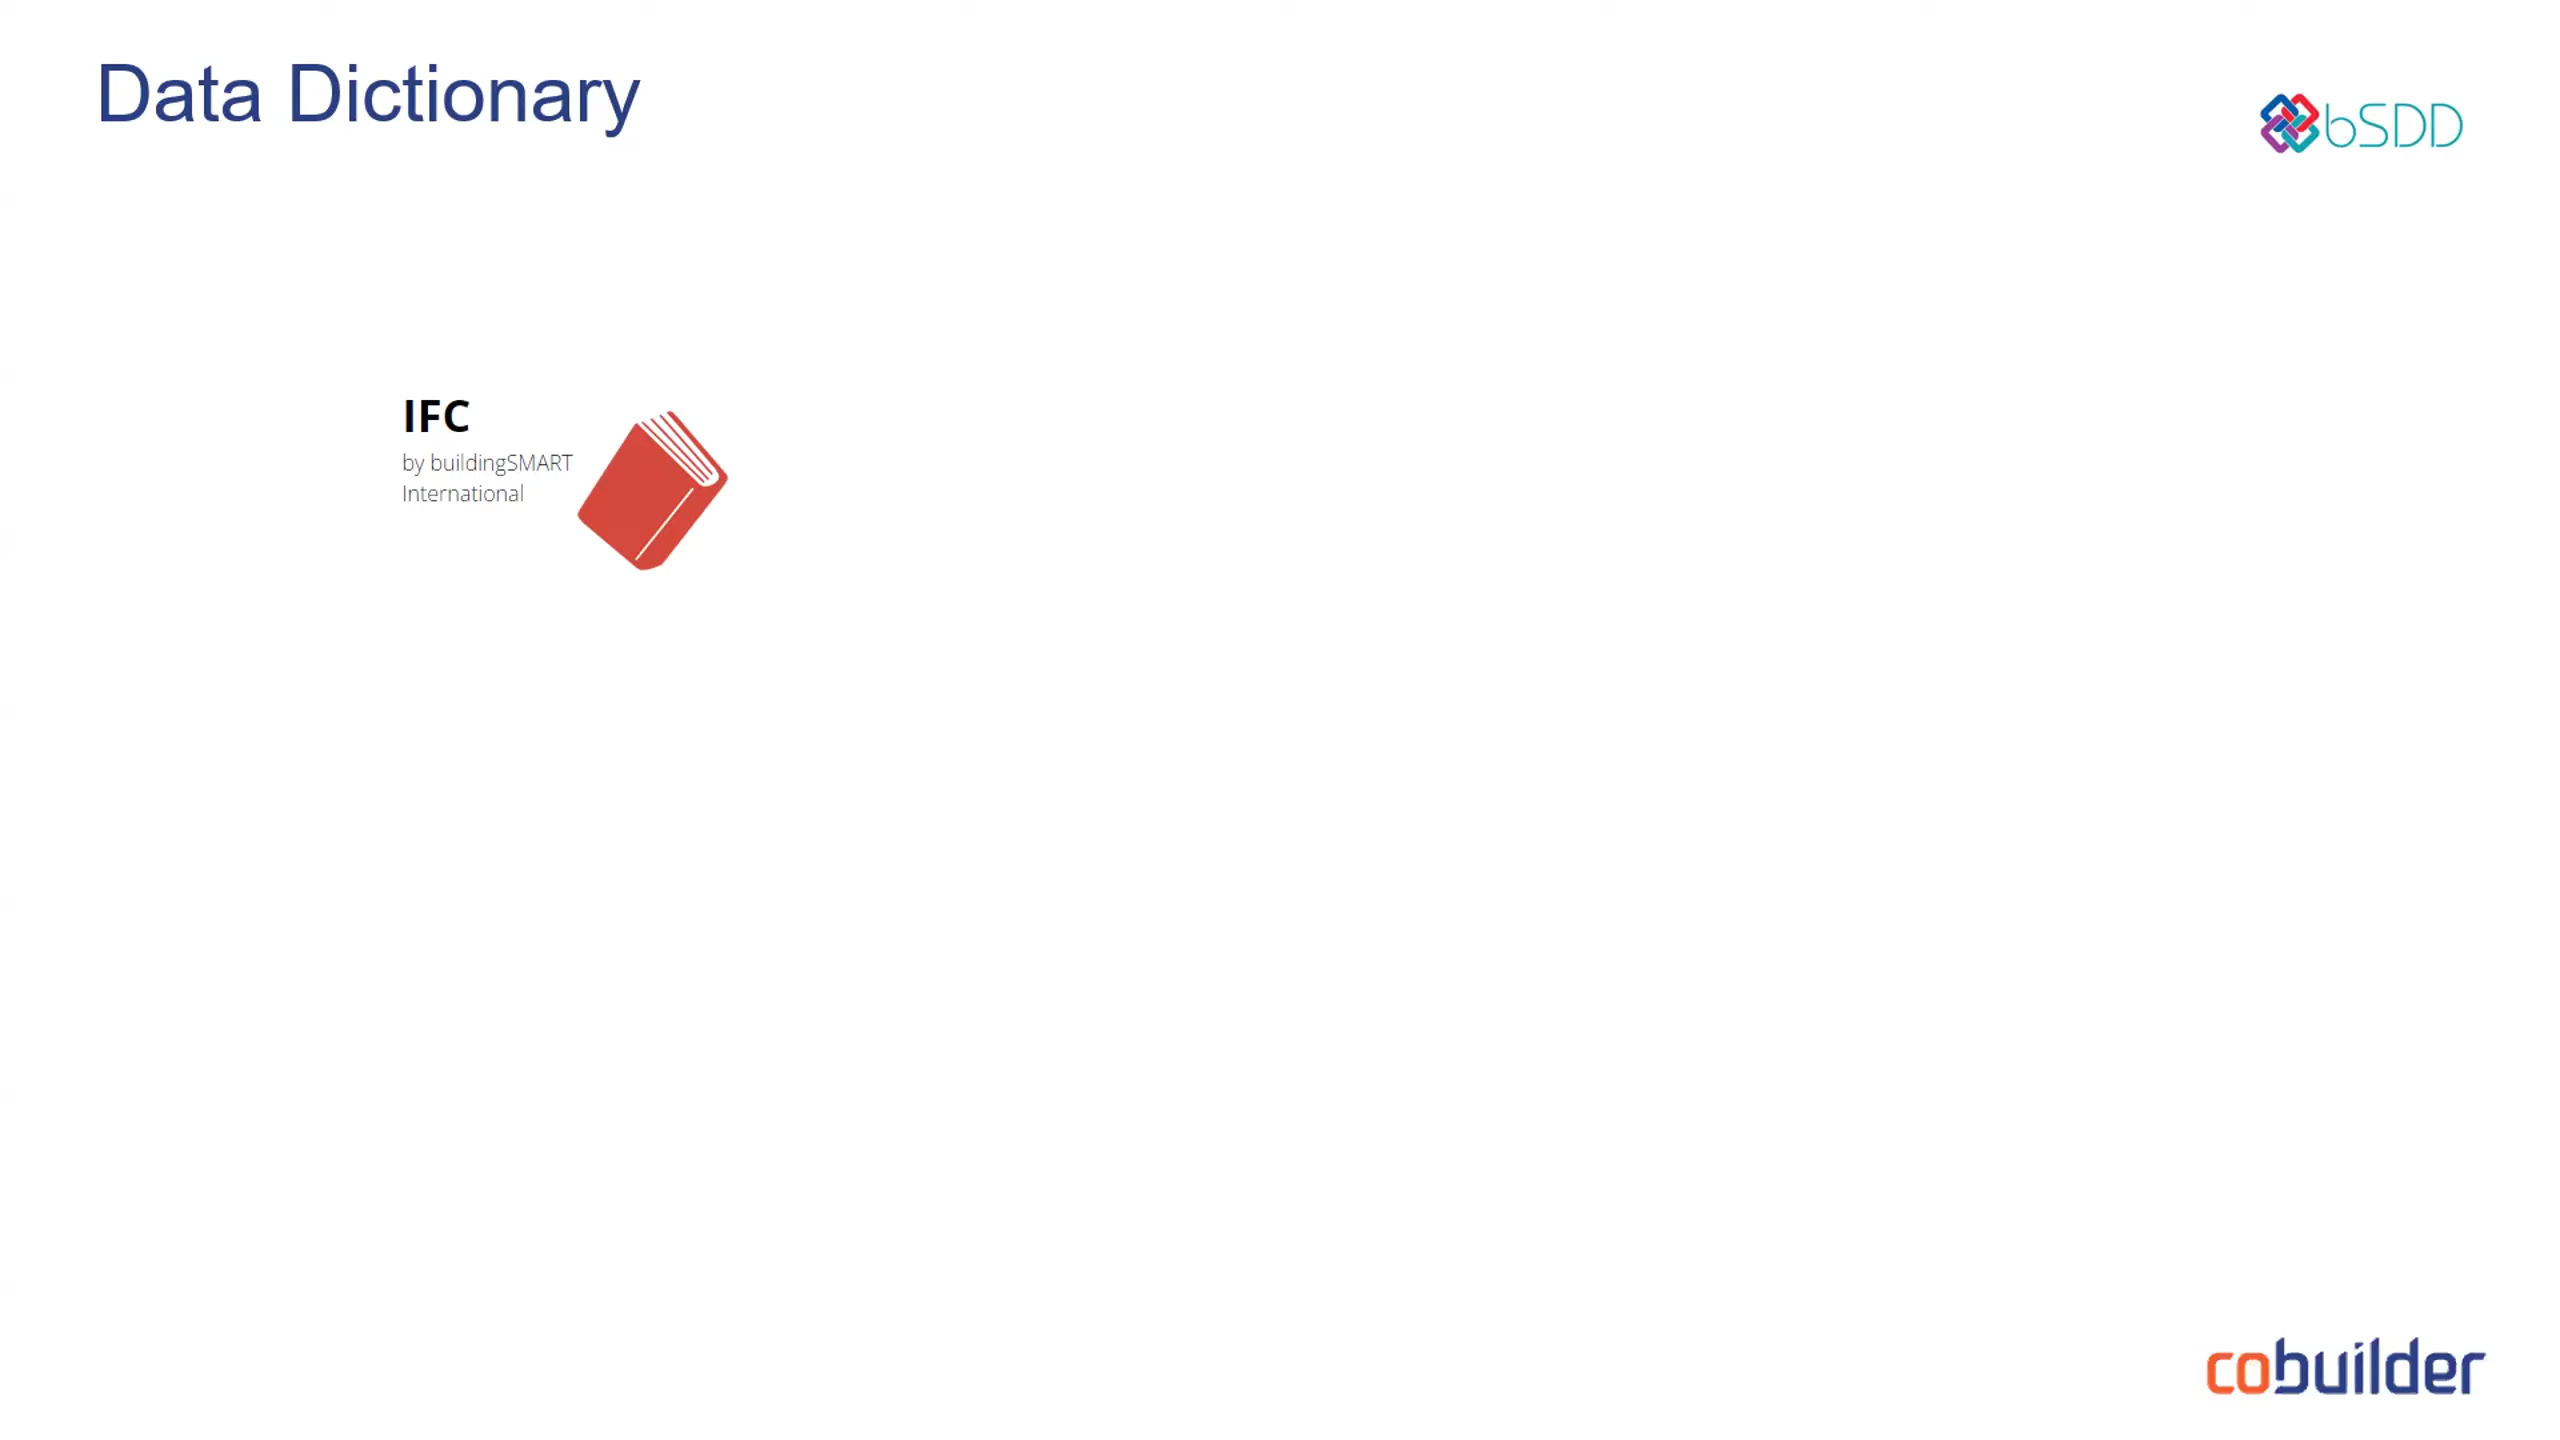 Data Dictionary
bSDD
IFC
by buildingSMART
International
cobuilder